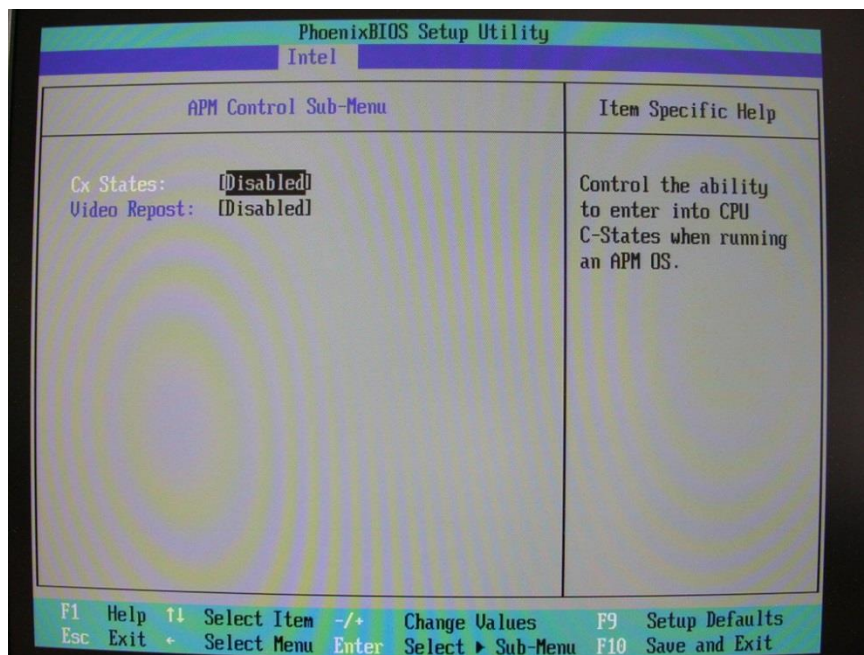 PhoenixBIOS Setup Utility
Intel
APM Control Sub-Menu
Item Specific Help
Cx States: [Disabled]
Video Repost: [Disabled]
Control the ability
to enter into CPU
C-States when running
an APM OS.
F1 Help ↑↓ Select Item -/+ Change Values F9 Setup Defaults
Esc Exit ← Select Menu Enter Select ▶ Sub-Menu F10 Save and Exit